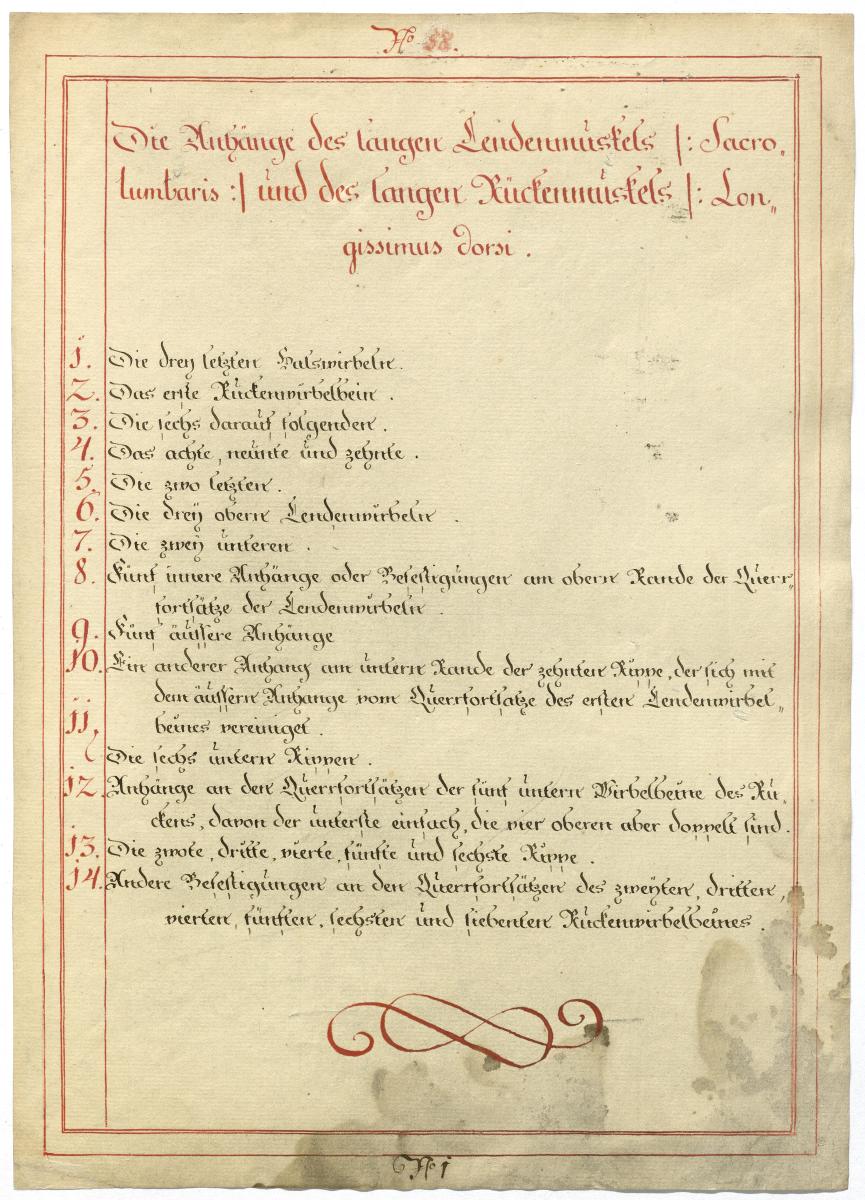 No 58.
Die Anhänge des langen Lendenmuskels |: Sacro„
lumbaris :| und des langen Rückenmuskels |: Lon„
gissimus dorsi .
1. Die drey letzten Halswirbeln.
2. Das erste Rückenwirbelbein .
3. Die sechs darauf folgenden .
4. Das achte, neunte und zehnte .
5. Die zwo letzten .
6. Die dreÿ obern Lendenwirbeln .
7. Die zweÿ unteren .
8. Fünf innere Anhänge oder Befestigungen am obern Rande der Querr„
fortsätze der Lendenwirbeln .
9. Fünf äussere Anhänge
10. Ein anderer Anhang am untern Rande der zehnten Rippe, der sich mit
dem äussern Anhange vom Querrfortsatze des ersten Lendenwirbel„
beines vereiniget .
11. Die sechs untern Rippen .
12. Anhänge an den Querrfortsätzen der fünf untern Wirbelbeine des Rü„
ckens, davon der unterste einfach, die vier oberen aber doppelt sind.
13. Die zwote, dritte, vierte, fünfte und sechste Rippe .
14. Andere Befestigungen an den Querrfortsätzen des zweÿten, dritten,
vierten, fünften, sechsten und siebenten Rückenwirbelbeines .
No 1